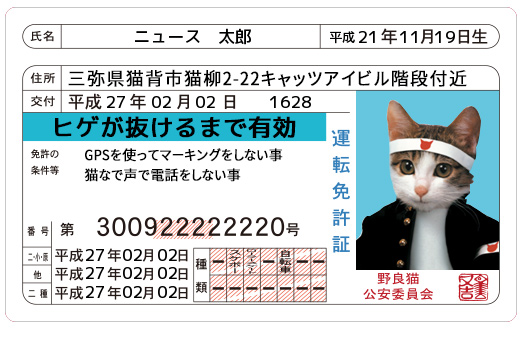 氏名 ニュース 太郎 平成21年11月19日生
住所 三弥県猫背市猫柳2-22キャッツアイビル階段付近
交付 平成27年02月02日 1628
ヒゲが抜けるまで有効
免許の条件等 GPSを使ってマーキングをしない事
猫なで声で電話をしない事
運転免許証
番号 第 300922222220号
二・小・原 平成27年02月02日
他 平成27年02月02日
二種 平成27年02月02日
種類
自転車
野良猫
公安委員会